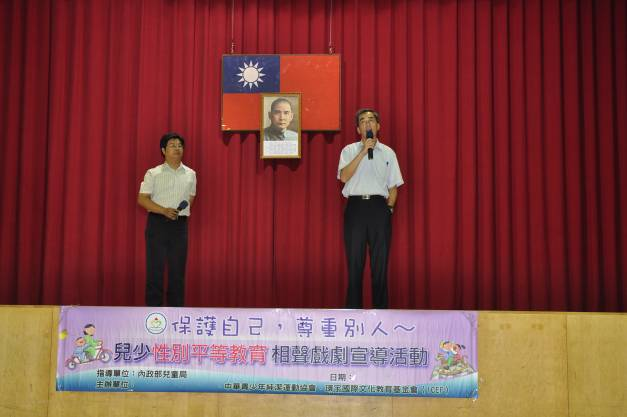 保護自己，尊重別人～
兒少性別平等教育 相聲戲劇宣導活動
指導單位：內政部兒童局 日期：
主辦單位： 中華青少年純潔運動協會 國際文化教育基金會